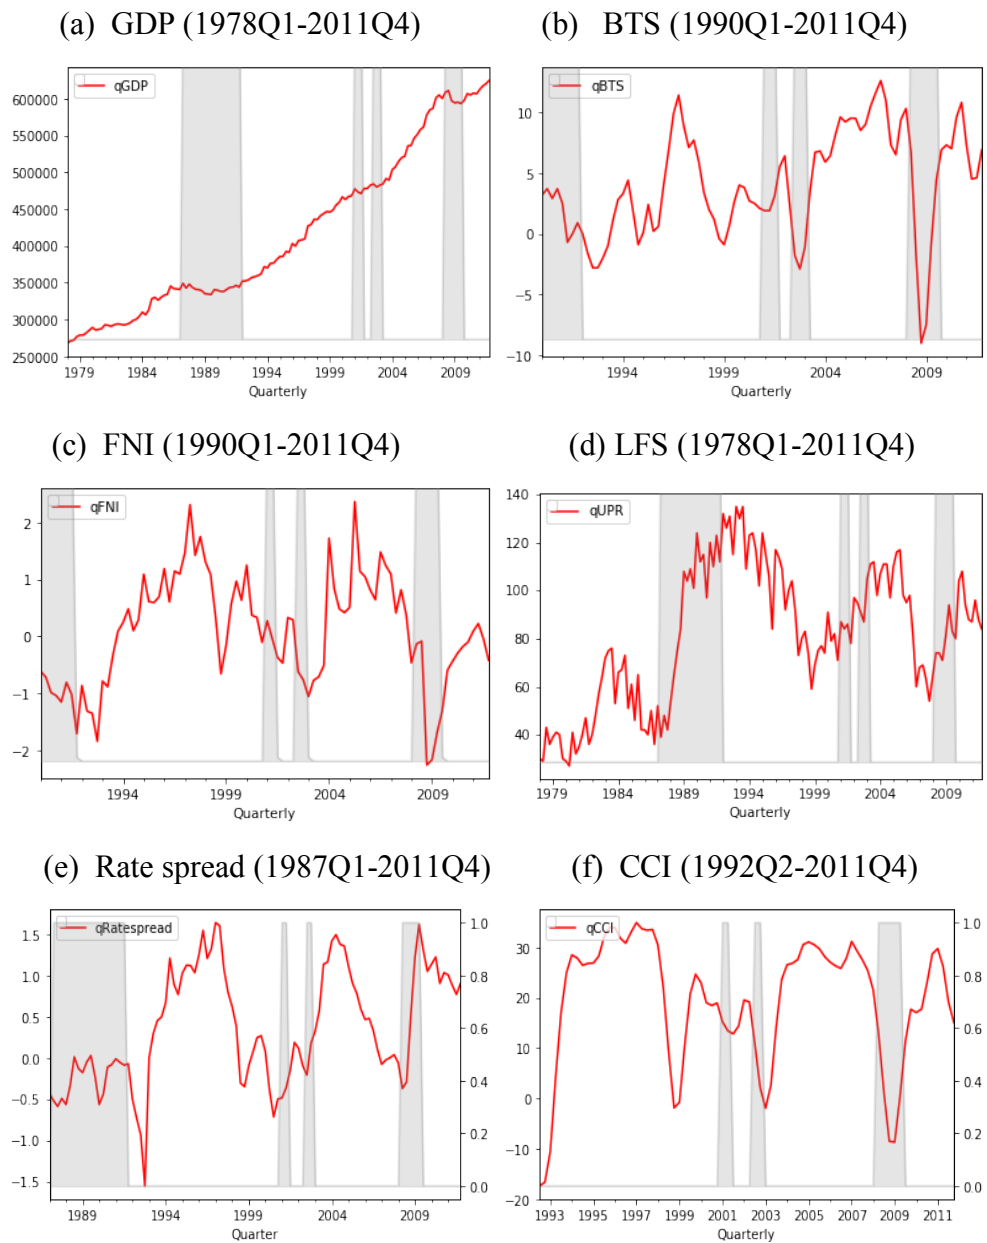 (a) GDP (1978Q1-2011Q4)
(b) BTS (1990Q1-2011Q4)
qGDP
600000
550000
500000
450000
400000
350000
300000
250000
1979 1984 1989 1994 1999 2004 2009
Quarterly
qBTS
10
5
0
−5
−10
1994 1999 2004 2009
Quarterly
(c) FNI (1990Q1-2011Q4)
(d) LFS (1978Q1-2011Q4)
qFNI
2
1
0
−1
−2
1994 1999 2004 2009
Quarterly
qUPR
140
120
100
80
60
40
1979 1984 1989 1994 1999 2004 2009
Quarterly
(e) Rate spread (1987Q1-2011Q4)
(f) CCI (1992Q2-2011Q4)
qRatespread
1.5
1.0
0.5
0.0
−0.5
−1.0
−1.5
1.0
0.8
0.6
0.4
0.2
0.0
1989 1994 1999 2004 2009
Quarter
qCCI
30
20
10
0
−10
−20
1.0
0.8
0.6
0.4
0.2
0.0
1993 1995 1997 1999 2001 2003 2005 2007 2009 2011
Quarterly